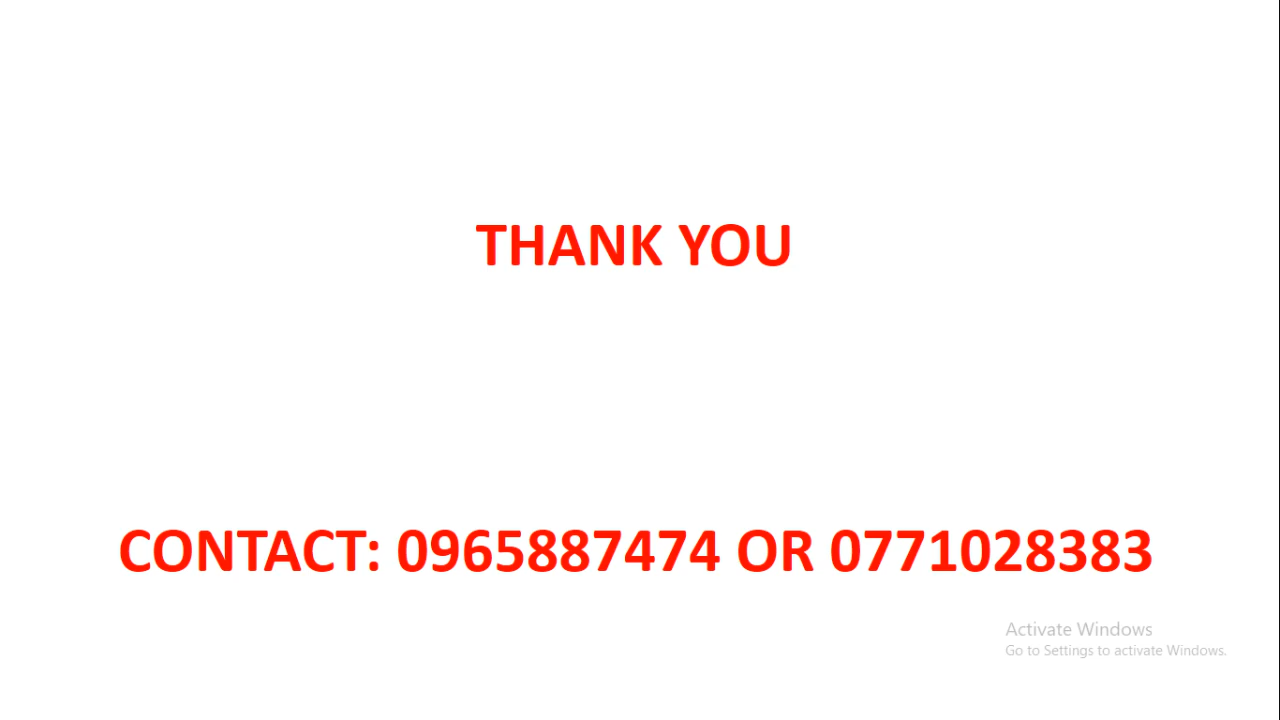 THANK YOU
CONTACT: 0965887474 OR 0771028383
Activate Windows
Go to Settings to activate Windows.